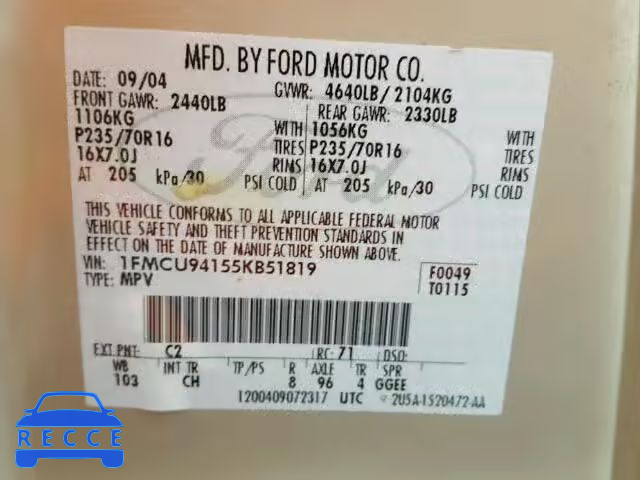 MFD. BY FORD MOTOR CO.
DATE: 09/04 GVWR: 4640LB/ 2104KG
FRONT GAWR: 2440LB REAR GAWR: 2330LB
1106KG WITH 1056KG WITH
P235/70R16 TIRES P235/70R16 TIRES
16X7.0J RIMS 16X7.0J RIMS
AT 205 kPa/30 PSI COLD AT 205 kPa/30 PSI COLD
THIS VEHICLE CONFORMS TO ALL APPLICABLE FEDERAL MOTOR
VEHICLE SAFETY AND THEFT PREVENTION STANDARDS IN
EFFECT ON THE DATE OF MANUFACTURE SHOWN ABOVE.
VIN: 1FMCU94155KB51819 F0049
TYPE: MPV T0115
EXT PNT: C2 RC: 71 DSO:
WB INT TR TP/PS R AXLE TR SPR
103 CH 8 96 4 GGEE
1200409072317 UTC 2U5A-1520472-AA
Ford
RECCE